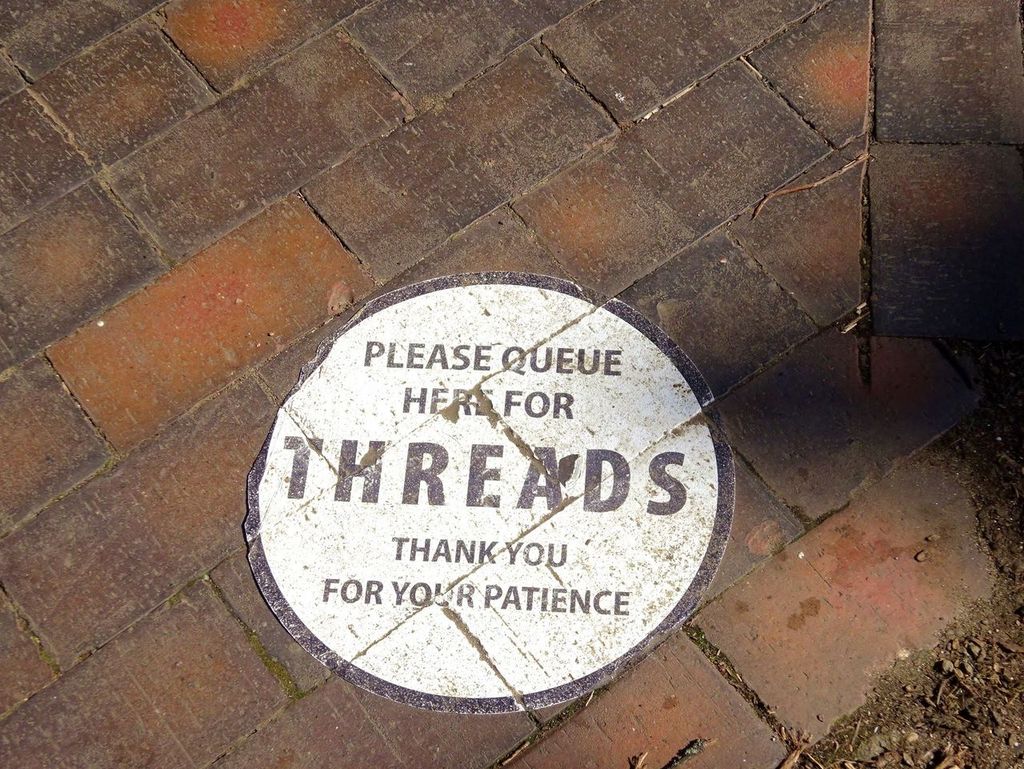 PLEASE QUEUE
HERE FOR
THREADS
THANK YOU
FOR YOUR PATIENCE